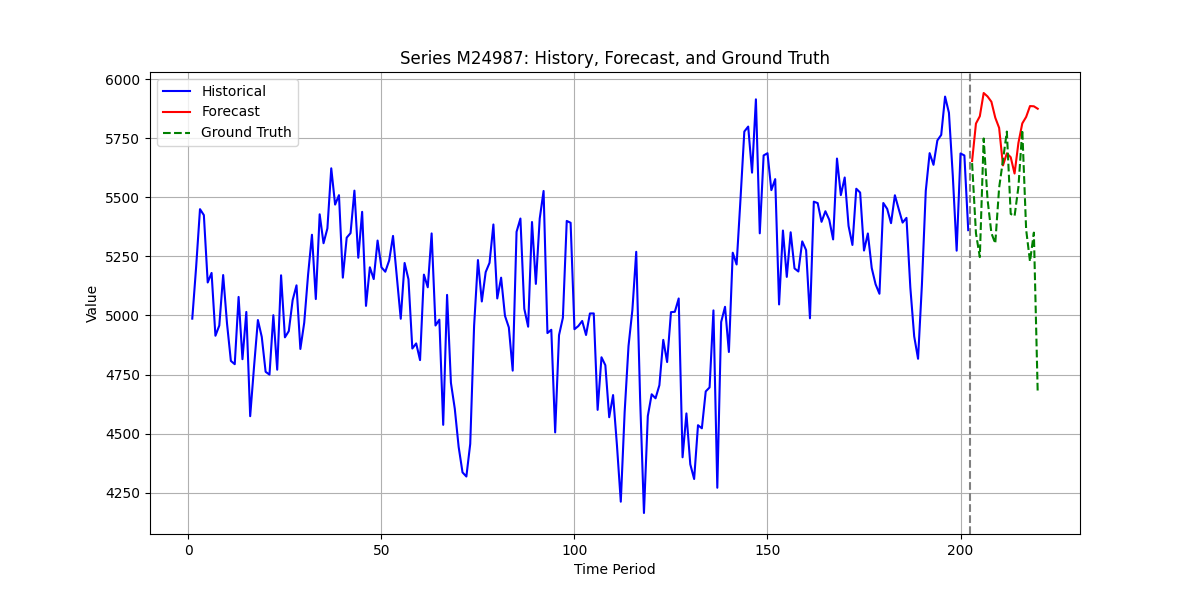 Series M24987: History, Forecast, and Ground Truth
Historical
Forecast
Ground Truth
6000
5750
5500
5250
5000
4750
4500
4250
Value
0 50 100 150 200
Time Period